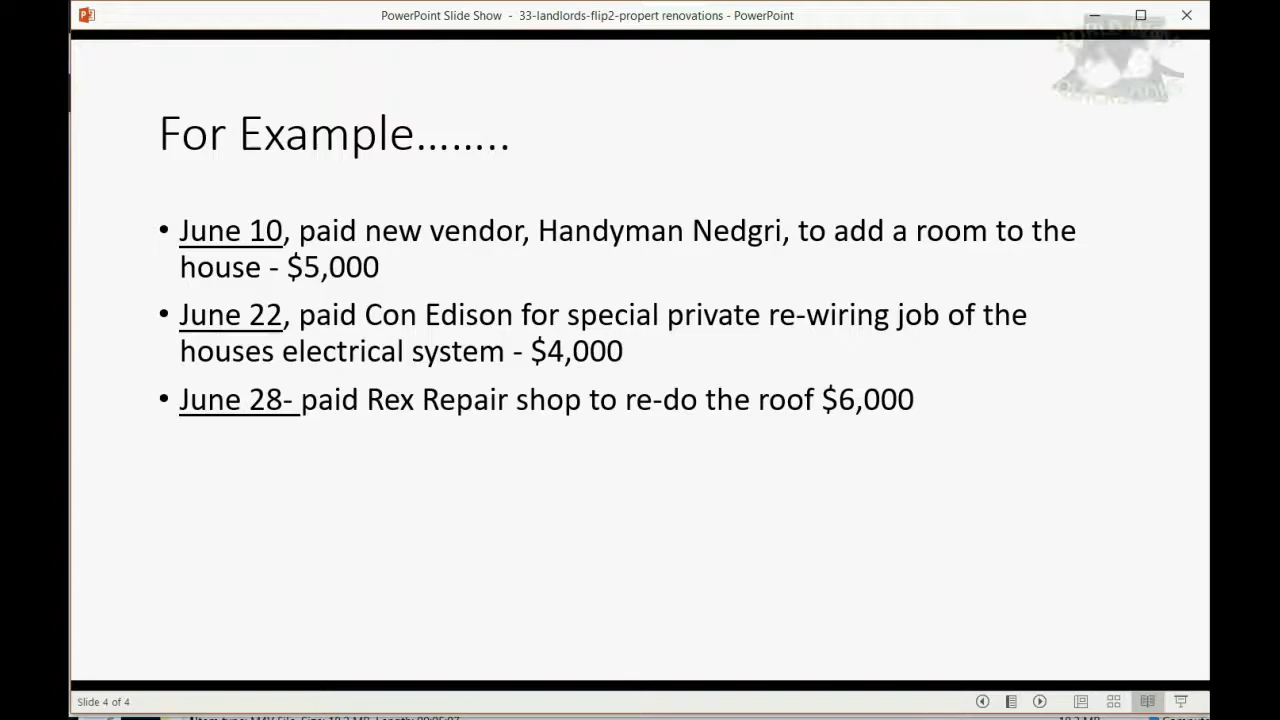 PowerPoint Slide Show - 33-landlords-flip2-propert renovations - PowerPoint
For Example……..
• June 10, paid new vendor, Handyman Nedgri, to add a room to the
house - $5,000
• June 22, paid Con Edison for special private re-wiring job of the
houses electrical system - $4,000
• June 28- paid Rex Repair shop to re-do the roof $6,000
Slide 4 of 4